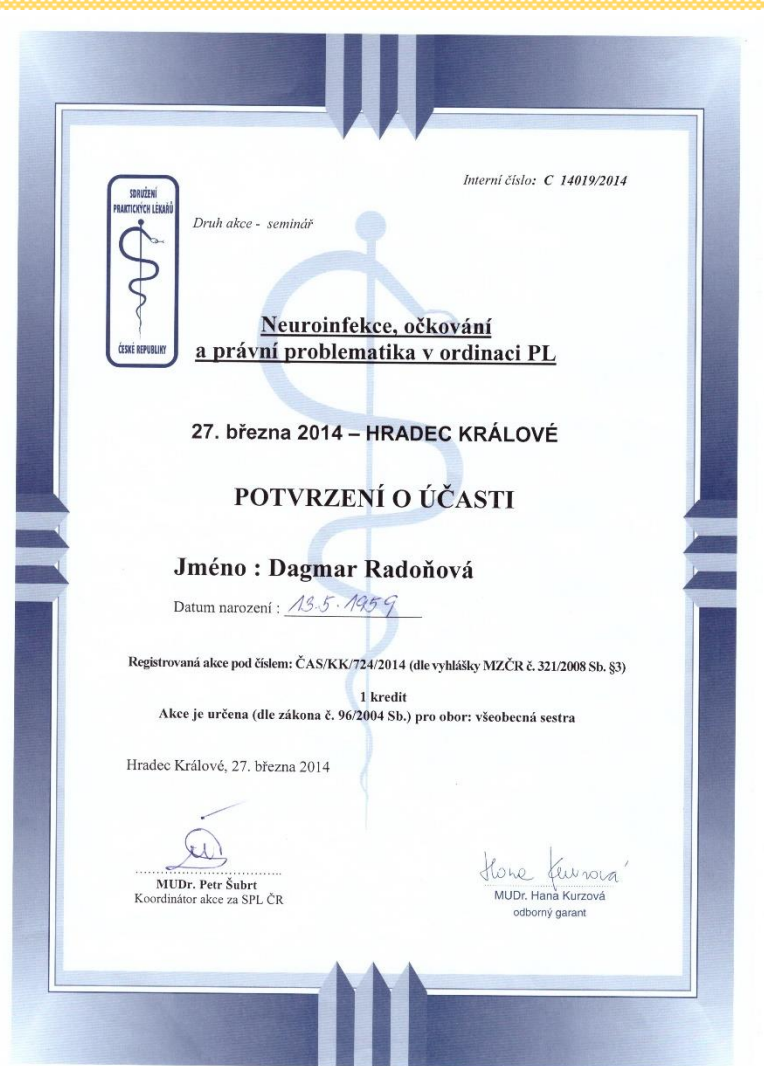 Interní číslo: C 14019/2014
SDRUŽENÍ
PRAKTICKÝCH LÉKAŘŮ
ČESKÉ REPUBLIKY
Druh akce - seminář
Neuroinfekce, očkování
a právní problematika v ordinaci PL
27. března 2014 – HRADEC KRÁLOVÉ
POTVRZENÍ O ÚČASTI
Jméno : Dagmar Radoňová
Datum narození : 13.5.1959
Registrovaná akce pod číslem: ČAS/KK/724/2014 (dle vyhlášky MZČR č. 321/2008 Sb. §3)
1 kredit
Akce je určena (dle zákona č. 96/2004 Sb.) pro obor: všeobecná sestra
Hradec Králové, 27. března 2014
MUDr. Petr Šubrt
Koordinátor akce za SPL ČR
Hana Kurzová
MUDr. Hana Kurzová
odborný garant